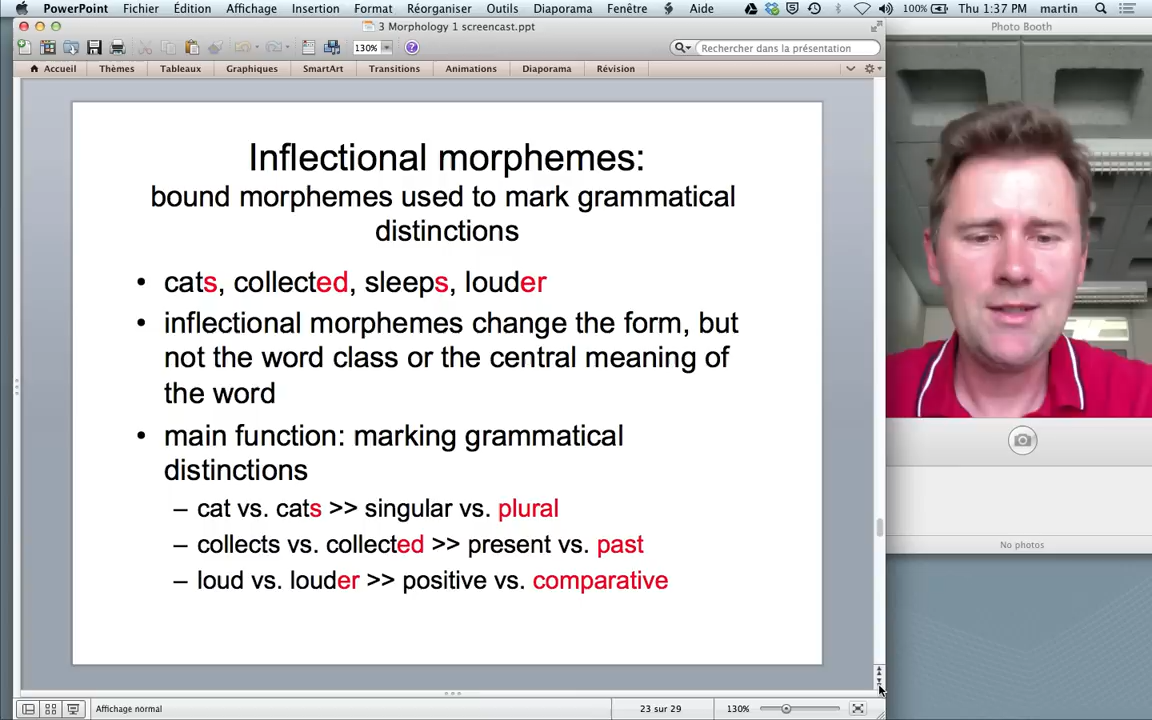 PowerPoint Fichier Édition Affichage Insertion Format Réorganiser Outils Diaporama Fenêtre Aide 100% Thu 1:37 PM martin
3 Morphology 1 screencast.ppt
Photo Booth
130%
Rechercher dans la présentation
Accueil Thèmes Tableaux Graphiques SmartArt Transitions Animations Diaporama Révision
Inflectional morphemes:
bound morphemes used to mark grammatical
distinctions
• cats, collected, sleeps, louder
• inflectional morphemes change the form, but
not the word class or the central meaning of
the word
• main function: marking grammatical
distinctions
– cat vs. cats >> singular vs. plural
– collects vs. collected >> present vs. past
– loud vs. louder >> positive vs. comparative
No photos
Affichage normal 23 sur 29 130%